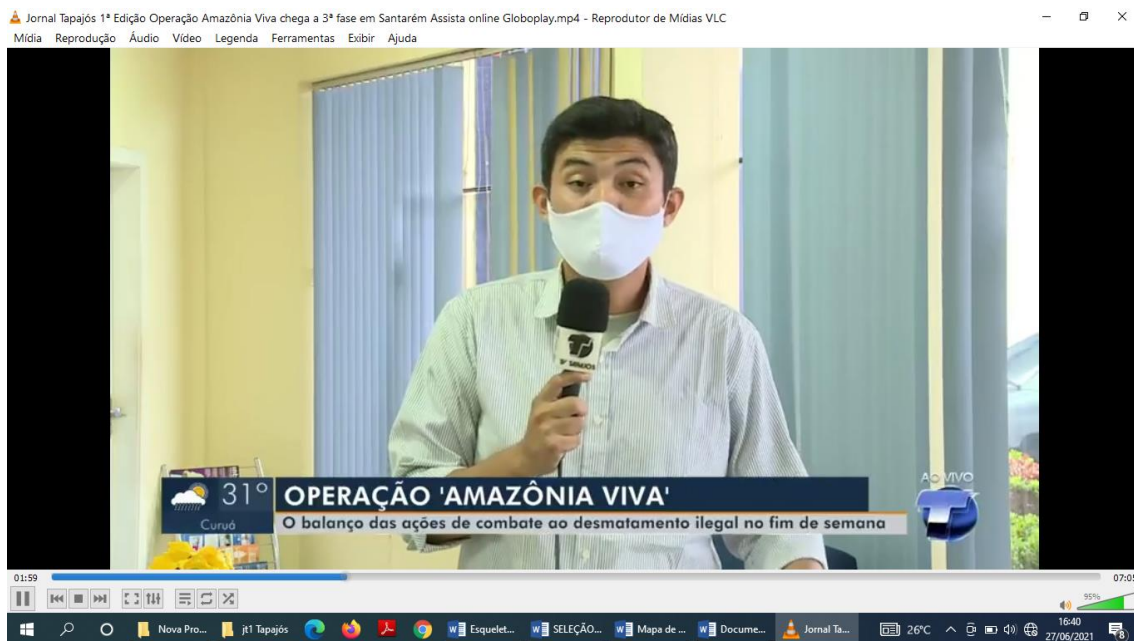 Jornal Tapajós 1ª Edição Operação Amazônia Viva chega a 3ª fase em Santarém Assista online Globoplay.mp4 - Reprodutor de Mídias VLC
Mídia Reprodução Áudio Vídeo Legenda Ferramentas Exibir Ajuda
AO VIVO
31° OPERAÇÃO 'AMAZÔNIA VIVA'
Curuá O balanço das ações de combate ao desmatamento ilegal no fim de semana
01:59 07:05
95%
Nova Pro... jt1 Tapajós Esquelet... SELEÇÃO... Mapa de ... Docume... Jornal Ta... 26°C 16:40
27/06/2021